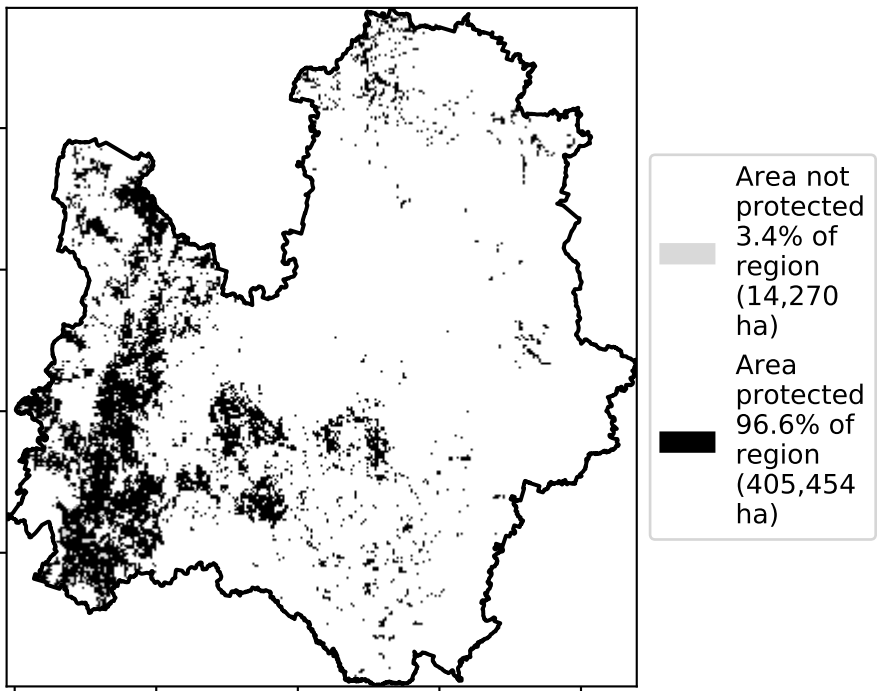 Area not
protected
3.4% of
region
(14,270
ha)
Area
protected
96.6% of
region
(405,454
ha)